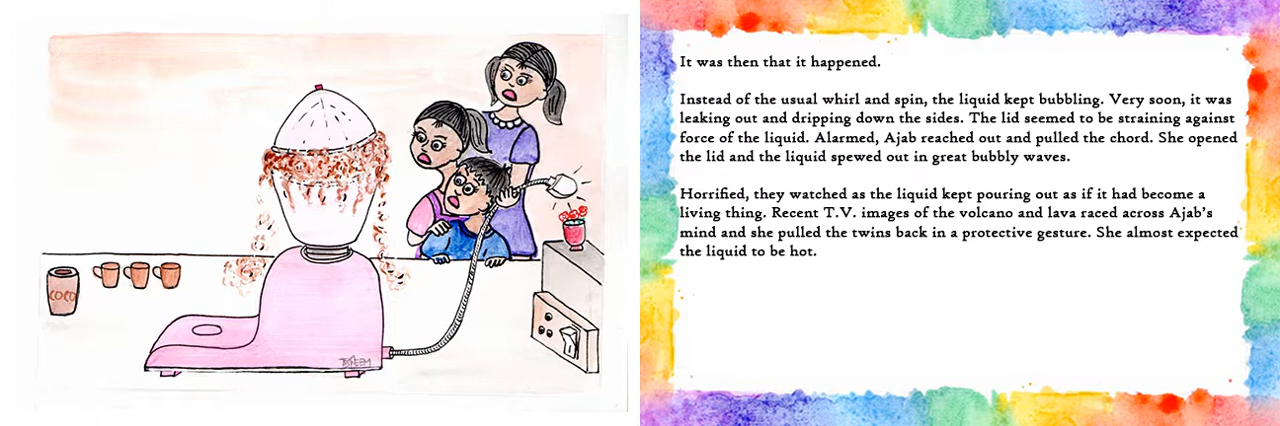 COCO
It was then that it happened.
Instead of the usual whirl and spin, the liquid kept bubbling. Very soon, it was
leaking out and dripping down the sides. The lid seemed to be straining against
force of the liquid. Alarmed, Ajab reached out and pulled the chord. She opened
the lid and the liquid spewed out in great bubbly waves.
Horrified, they watched as the liquid kept pouring out as if it had become a
living thing. Recent T.V. images of the volcano and lava raced across Ajab's
mind and she pulled the twins back in a protective gesture. She almost expected
the liquid to be hot.